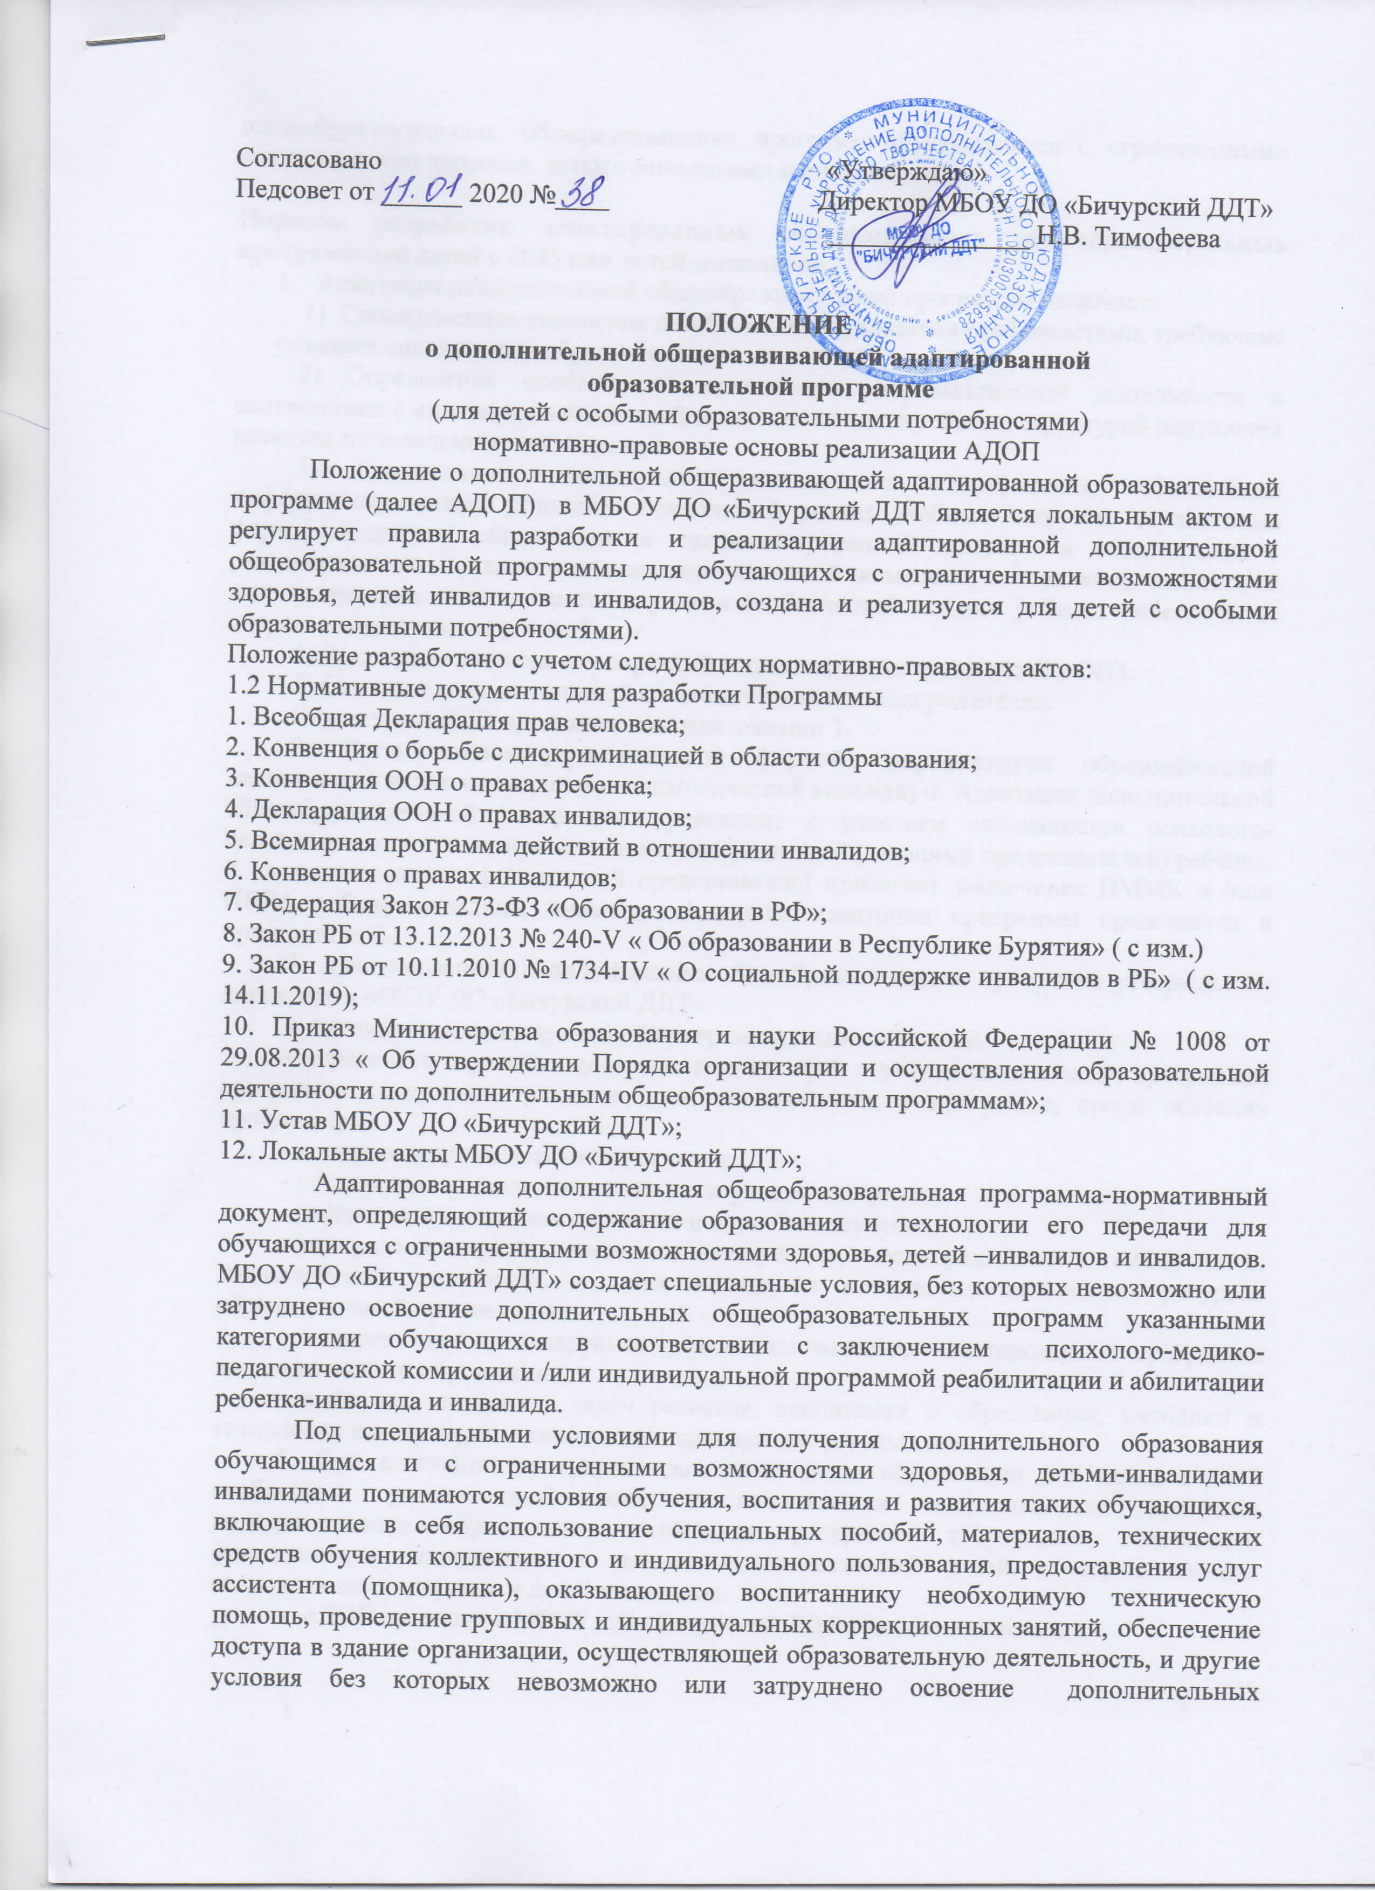 Согласовано
Педсовет от 11.01 2020 № 38
«Утверждаю»
Директор МБОУ ДО «Бичурский ДДТ»
Н.В. Тимофеева
МБОУ ДО
"БИЧУРСКИЙ ДДТ"
ПОЛОЖЕНИЕ
о дополнительной общеразвивающей адаптированной
образовательной программе
(для детей с особыми образовательными потребностями)
нормативно-правовые основы реализации АДОП
Положение о дополнительной общеразвивающей адаптированной образовательной
программе (далее АДОП) в МБОУ ДО «Бичурский ДДТ является локальным актом и
регулирует правила разработки и реализации адаптированной дополнительной
общеобразовательной программы для обучающихся с ограниченными возможностями
здоровья, детей инвалидов и инвалидов, создана и реализуется для детей с особыми
образовательными потребностями).
Положение разработано с учетом следующих нормативно-правовых актов:
1.2 Нормативные документы для разработки Программы
1. Всеобщая Декларация прав человека;
2. Конвенция о борьбе с дискриминацией в области образования;
3. Конвенция ООН о правах ребенка;
4. Декларация ООН о правах инвалидов;
5. Всемирная программа действий в отношении инвалидов;
6. Конвенция о правах инвалидов;
7. Федерация Закон 273-ФЗ «Об образовании в РФ»;
8. Закон РБ от 13.12.2013 № 240-V « Об образовании в Республике Бурятия» ( с изм.)
9. Закон РБ от 10.11.2010 № 1734-IV « О социальной поддержке инвалидов в РБ» ( с изм.
14.11.2019);
10. Приказ Министерства образования и науки Российской Федерации № 1008 от
29.08.2013 « Об утверждении Порядка организации и осуществления образовательной
деятельности по дополнительным общеобразовательным программам»;
11. Устав МБОУ ДО «Бичурский ДДТ»;
12. Локальные акты МБОУ ДО «Бичурский ДДТ»;
Адаптированная дополнительная общеобразовательная программа-нормативный
документ, определяющий содержание образования и технологии его передачи для
обучающихся с ограниченными возможностями здоровья, детей –инвалидов и инвалидов.
МБОУ ДО «Бичурский ДДТ» создает специальные условия, без которых невозможно или
затруднено освоение дополнительных общеобразовательных программ указанными
категориями обучающихся в соответствии с заключением психолого-медико-
педагогической комиссии и /или индивидуальной программой реабилитации и абилитации
ребенка-инвалида и инвалида.
Под специальными условиями для получения дополнительного образования
обучающимся и с ограниченными возможностями здоровья, детьми-инвалидами
инвалидами понимаются условия обучения, воспитания и развития таких обучающихся,
включающие в себя использование специальных пособий, материалов, технических
средств обучения коллективного и индивидуального пользования, предоставления услуг
ассистента (помощника), оказывающего воспитаннику необходимую техническую
помощь, проведение групповых и индивидуальных коррекционных занятий, обеспечение
доступа в здание организации, осуществляющей образовательную деятельность, и другие
условия без которых невозможно или затруднено освоение дополнительных